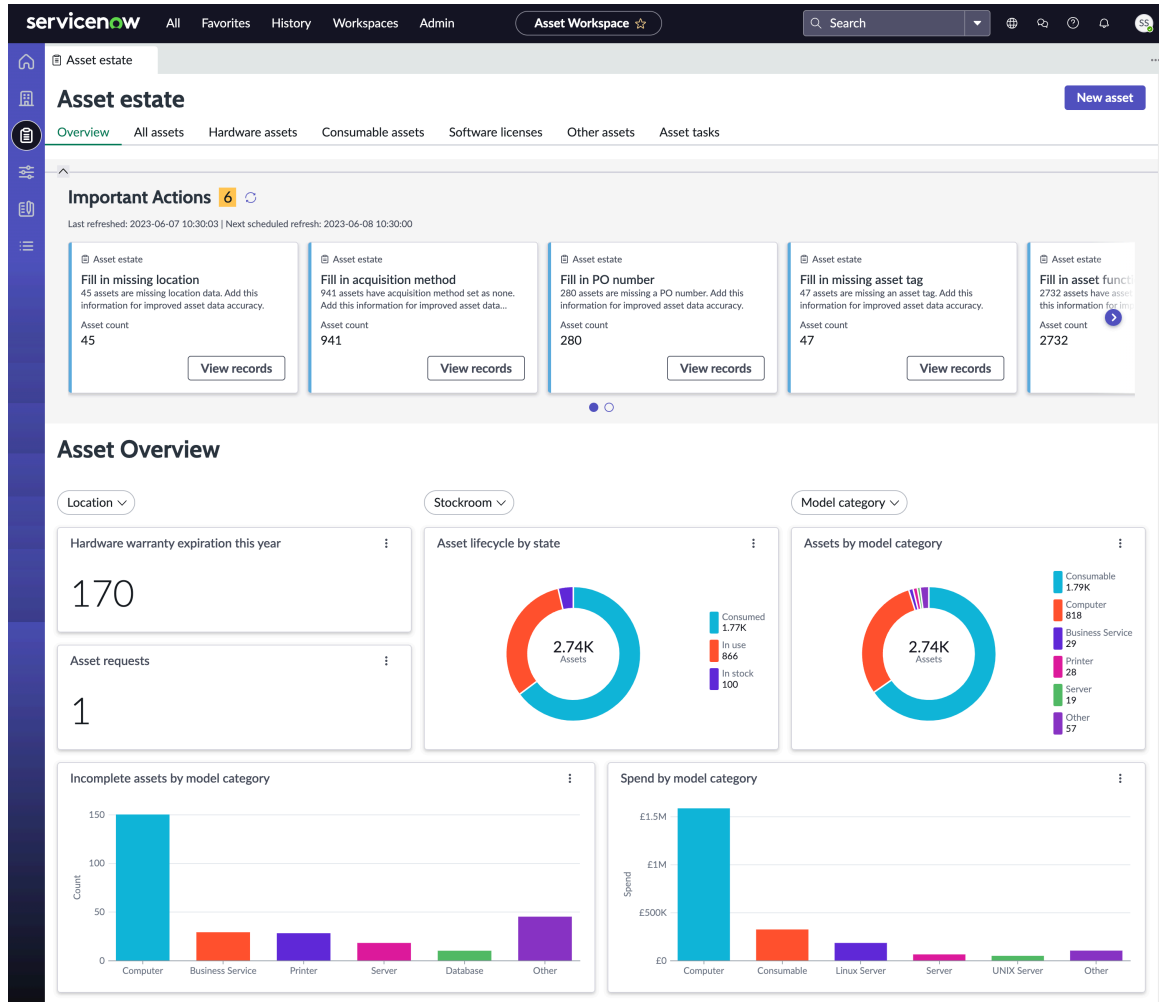 servicenow All Favorites History Workspaces Admin Asset Workspace Search SS
Asset estate
Asset estate
New asset
Overview All assets Hardware assets Consumable assets Software licenses Other assets Asset tasks
Important Actions 6
Last refreshed: 2023-06-07 10:30:03 | Next scheduled refresh: 2023-06-08 10:30:00
Asset estate
Fill in missing location
45 assets are missing location data. Add this
information for improved asset data accuracy.
Asset count
45
View records
Asset estate
Fill in acquisition method
941 assets have acquisition method set as none.
Add this information for improved asset data...
Asset count
941
View records
Asset estate
Fill in PO number
280 assets are missing a PO number. Add this
information for improved asset data accuracy.
Asset count
280
View records
Asset estate
Fill in missing asset tag
47 assets are missing an asset tag. Add this
information for improved asset data accuracy.
Asset count
47
View records
Asset estate
Fill in asset functi
2732 assets have asset
this information for imp
Asset count
2732
Asset Overview
Location
Stockroom
Model category
Hardware warranty expiration this year
170
Asset requests
1
Asset lifecycle by state
2.74K
Assets
Consumed
1.77K
In use
866
In stock
100
Assets by model category
2.74K
Assets
Consumable
1.79K
Computer
818
Business Service
29
Printer
28
Server
19
Other
57
Incomplete assets by model category
150
100
50
0
Count
Computer Business Service Printer Server Database Other
Spend by model category
£1.5M
£1M
£500K
£0
Spend
Computer Consumable Linux Server Server UNIX Server Other